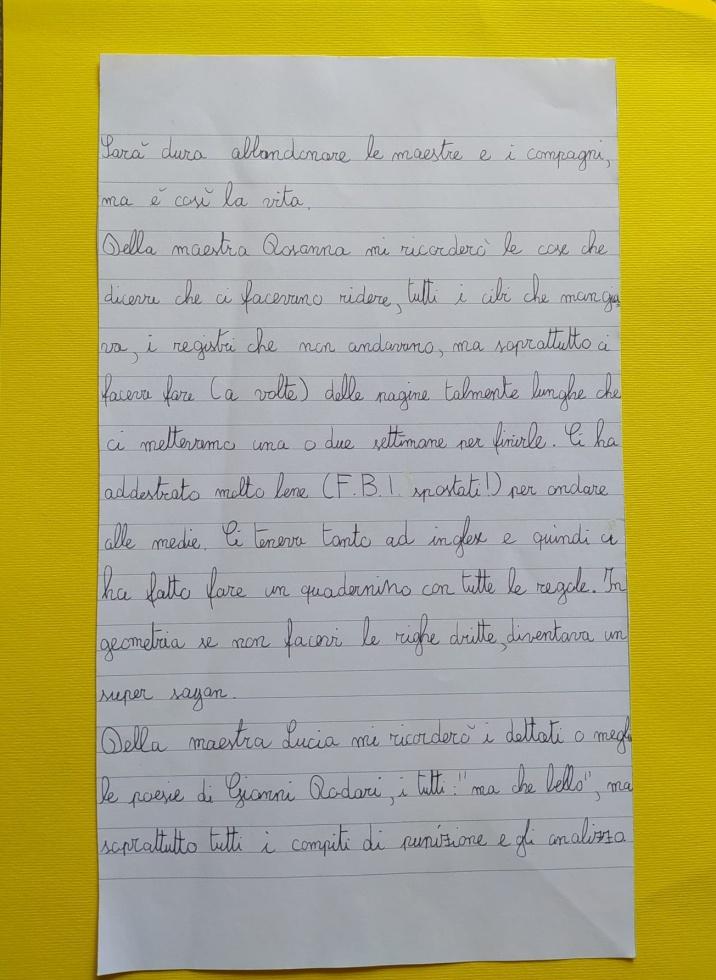 Sarà dura abbandonare le maestre e i compagni,
ma è così la vita.
Della maestra Rosanna mi ricorderò le cose che
diceva che ci facevano ridere, tutti i cibi che mangia
va, i registri che non andavano, ma soprattutto ci
faceva fare (a volte) delle pagine talmente lunghe che
ci mettevamo una o due settimane per finirle. Ci ha
addestrato molto bene (F.B.I. spostati!) per andare
alle medie. Ci teneva tanto ad inglese e quindi ci
ha fatto fare un quadernino con tutte le regole. In
geometria se non facevi le righe dritte, diventava un
super sayan.
Della maestra Lucia mi ricorderò i dettati o megli
le poesie di Gianni Rodari, i tutti: "ma che bello", ma
soprattutto tutti i compiti di punizione e gli analizza